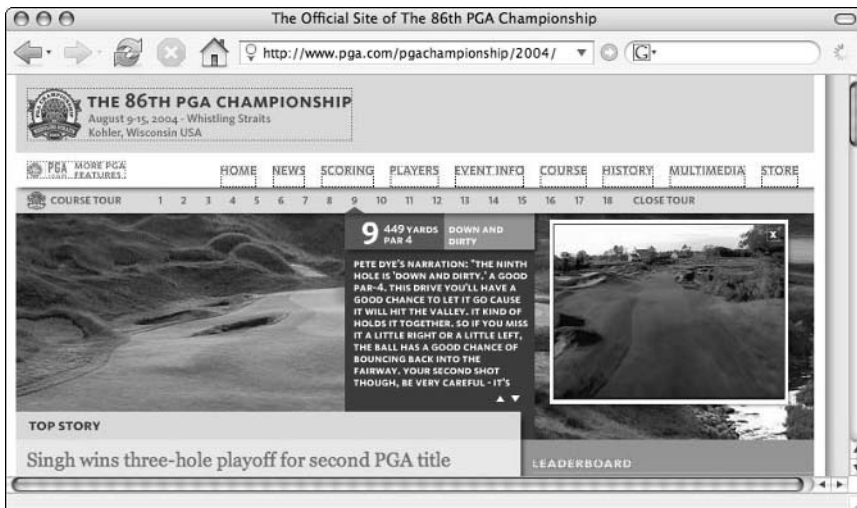 The Official Site of The 86th PGA Championship
http://www.pga.com/pgachampionship/2004/
G
THE 86TH PGA CHAMPIONSHIP
August 9-15, 2004 - Whistling Straits
Kohler, Wisconsin USA
PGA MORE PGA FEATURES
HOME NEWS SCORING PLAYERS EVENT INFO COURSE HISTORY MULTIMEDIA STORE
COURSE TOUR 1 2 3 4 5 6 7 8 9 10 11 12 13 14 15 16 17 18 CLOSE TOUR
9 449 YARDS PAR 4
DOWN AND DIRTY
X
PETE DYE'S NARRATION: "THE NINTH
HOLE IS 'DOWN AND DIRTY.' A GOOD
PAR-4. THIS DRIVE YOU'LL HAVE A
GOOD CHANCE TO LET IT GO CAUSE
IT WILL HIT THE VALLEY. IT KIND OF
HOLDS IT TOGETHER. SO IF YOU MISS
IT A LITTLE RIGHT OR A LITTLE LEFT,
THE BALL HAS A GOOD CHANCE OF
BOUNCING BACK INTO THE
FAIRWAY. YOUR SECOND SHOT
THOUGH, BE VERY CAREFUL - IT'S
TOP STORY
Singh wins three-hole playoff for second PGA title
LEADERBOARD